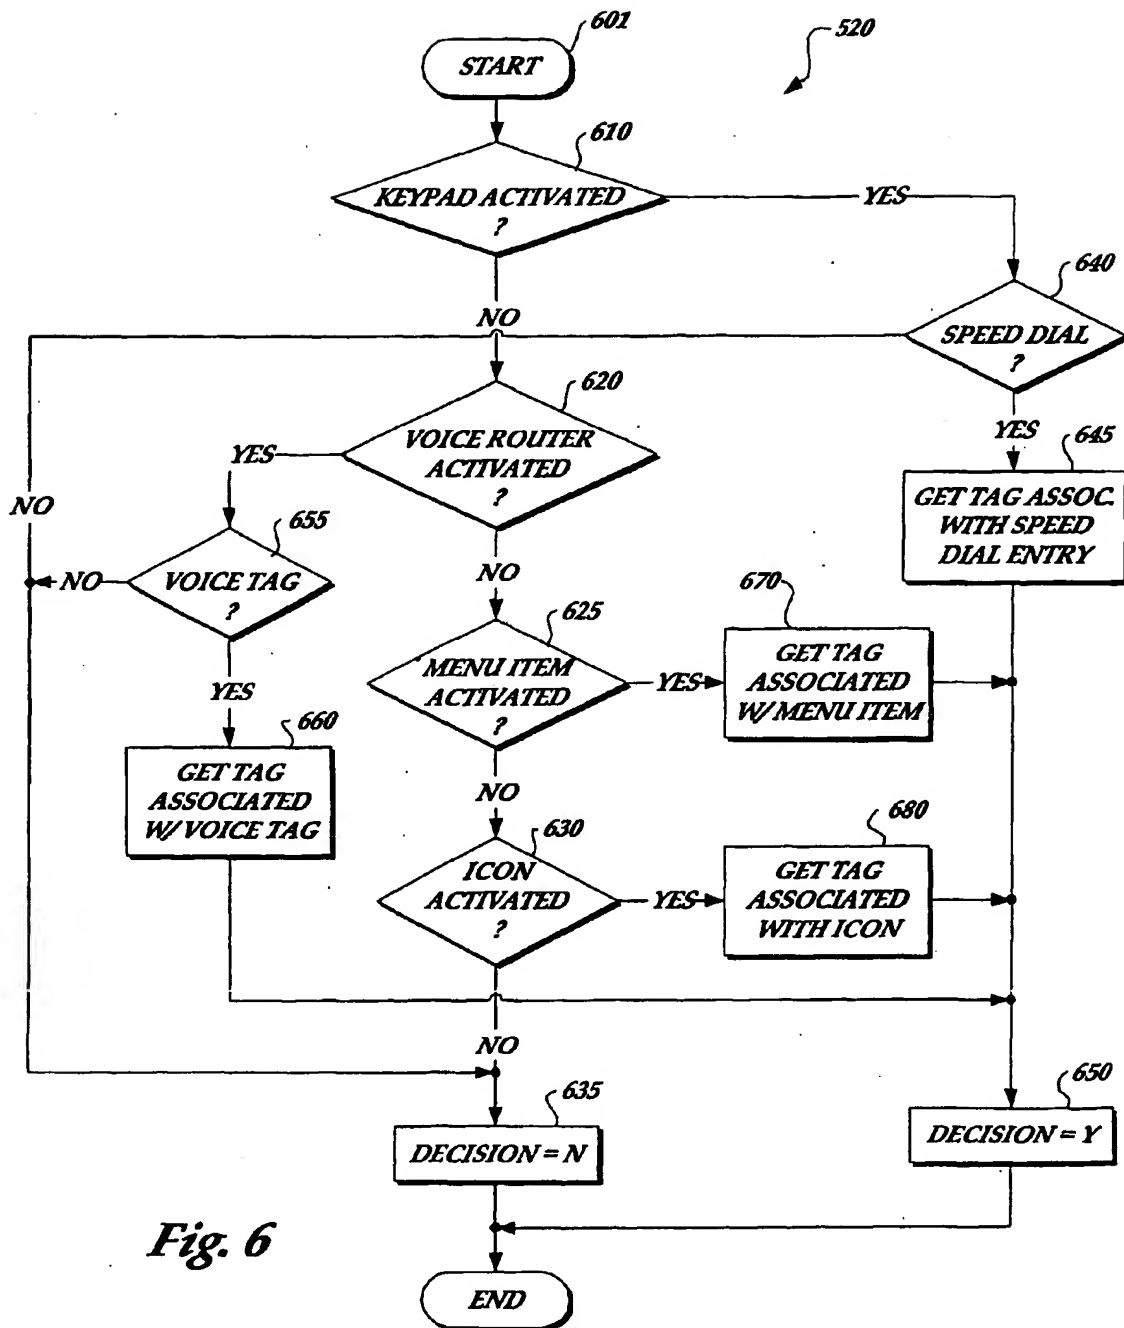 601
520
START
610
KEYPAD ACTIVATED
?
YES
640
NO
SPEED DIAL
?
620
VOICE ROUTER
ACTIVATED
?
YES
YES
645
GET TAG ASSOC.
WITH SPEED
DIAL ENTRY
NO
655
VOICE TAG
?
NO
NO
670
625
MENU ITEM
ACTIVATED
?
YES
GET TAG
ASSOCIATED
W/ MENU ITEM
YES
660
GET TAG
ASSOCIATED
W/ VOICE TAG
NO
630
680
ICON
ACTIVATED
?
YES
GET TAG
ASSOCIATED
WITH ICON
NO
635
650
DECISION = N
DECISION = Y
Fig. 6
END